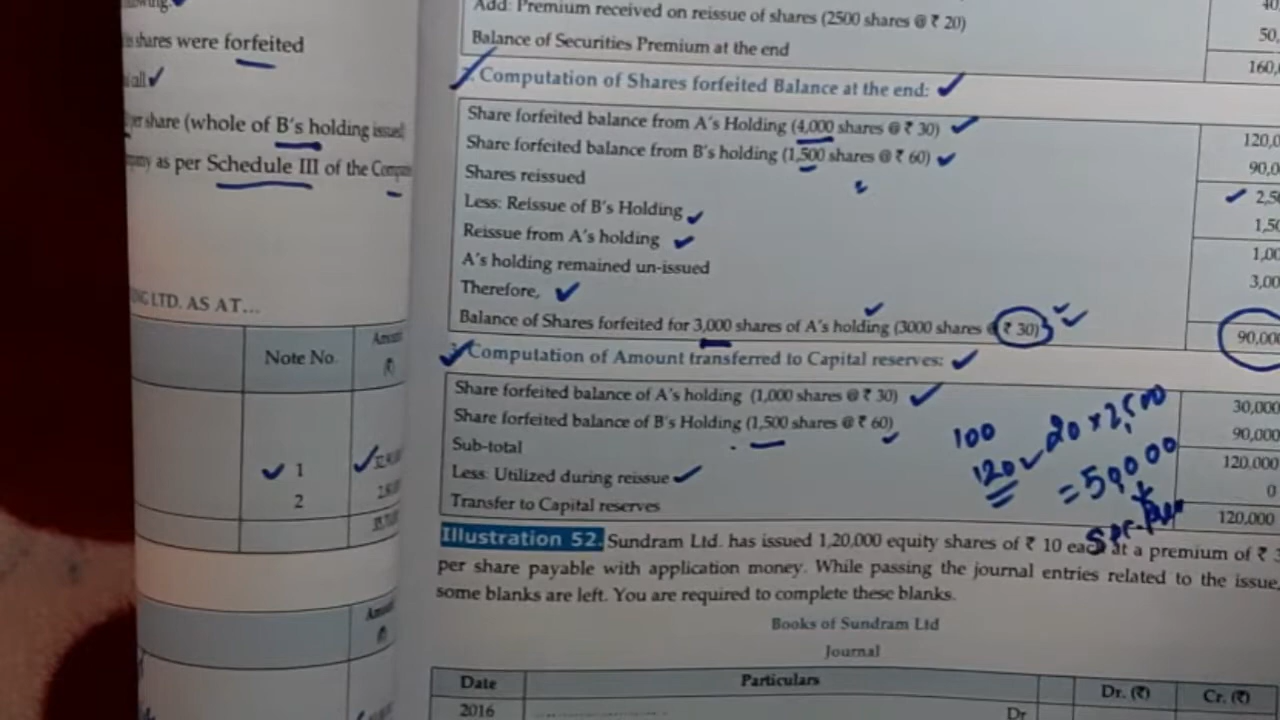 shares were forfeited
all
per share (whole of B's holding issued
as per Schedule III of the
LTD. AS AT...
Note No.
(₹)
1
2
Add: Premium received on reissue of shares (2500 shares @ ₹ 20)
50,
Balance of Securities Premium at the end
160,
Computation of Shares forfeited Balance at the end:
Share forfeited balance from A's Holding (4,000 shares @ ₹ 30)
120,0
Share forfeited balance from B's holding (1,500 shares @ ₹ 60)
90,0
Shares reissued
2,50
Less: Reissue of B's Holding
1,50
Reissue from A's holding
1,00
A's holding remained un-issued
3,00
Therefore,
Balance of Shares forfeited for 3,000 shares of A's holding (3000 shares @ ₹ 30)
90,000
Computation of Amount transferred to Capital reserves:
Share forfeited balance of A's holding (1,000 shares @ ₹ 30)
30,000
Share forfeited balance of B's Holding (1,500 shares @ ₹ 60)
90,000
Sub-total
120,000
Less: Utilized during reissue
0
Transfer to Capital reserves
120,000
100
120
20 × 2,500
Illustration 52. Sundram Ltd. has issued 1,20,000 equity shares of ₹ 10 each at a premium of ₹ 3
per share payable with application money. While passing the journal entries related to the issue,
some blanks are left. You are required to complete these blanks.
Books of Sundram Ltd
Journal
Date
Particulars
Dr. (₹)
Cr. (₹)
2016
Dr